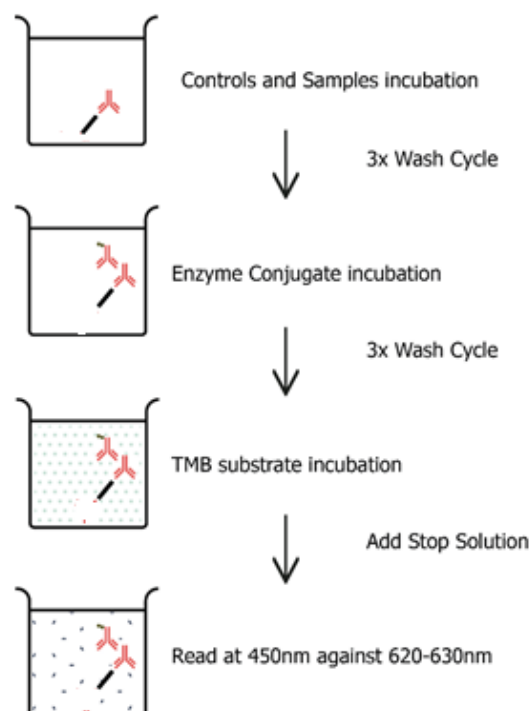 Controls and Samples incubation
3x Wash Cycle
Enzyme Conjugate incubation
3x Wash Cycle
TMB substrate incubation
Add Stop Solution
Read at 450nm against 620-630nm